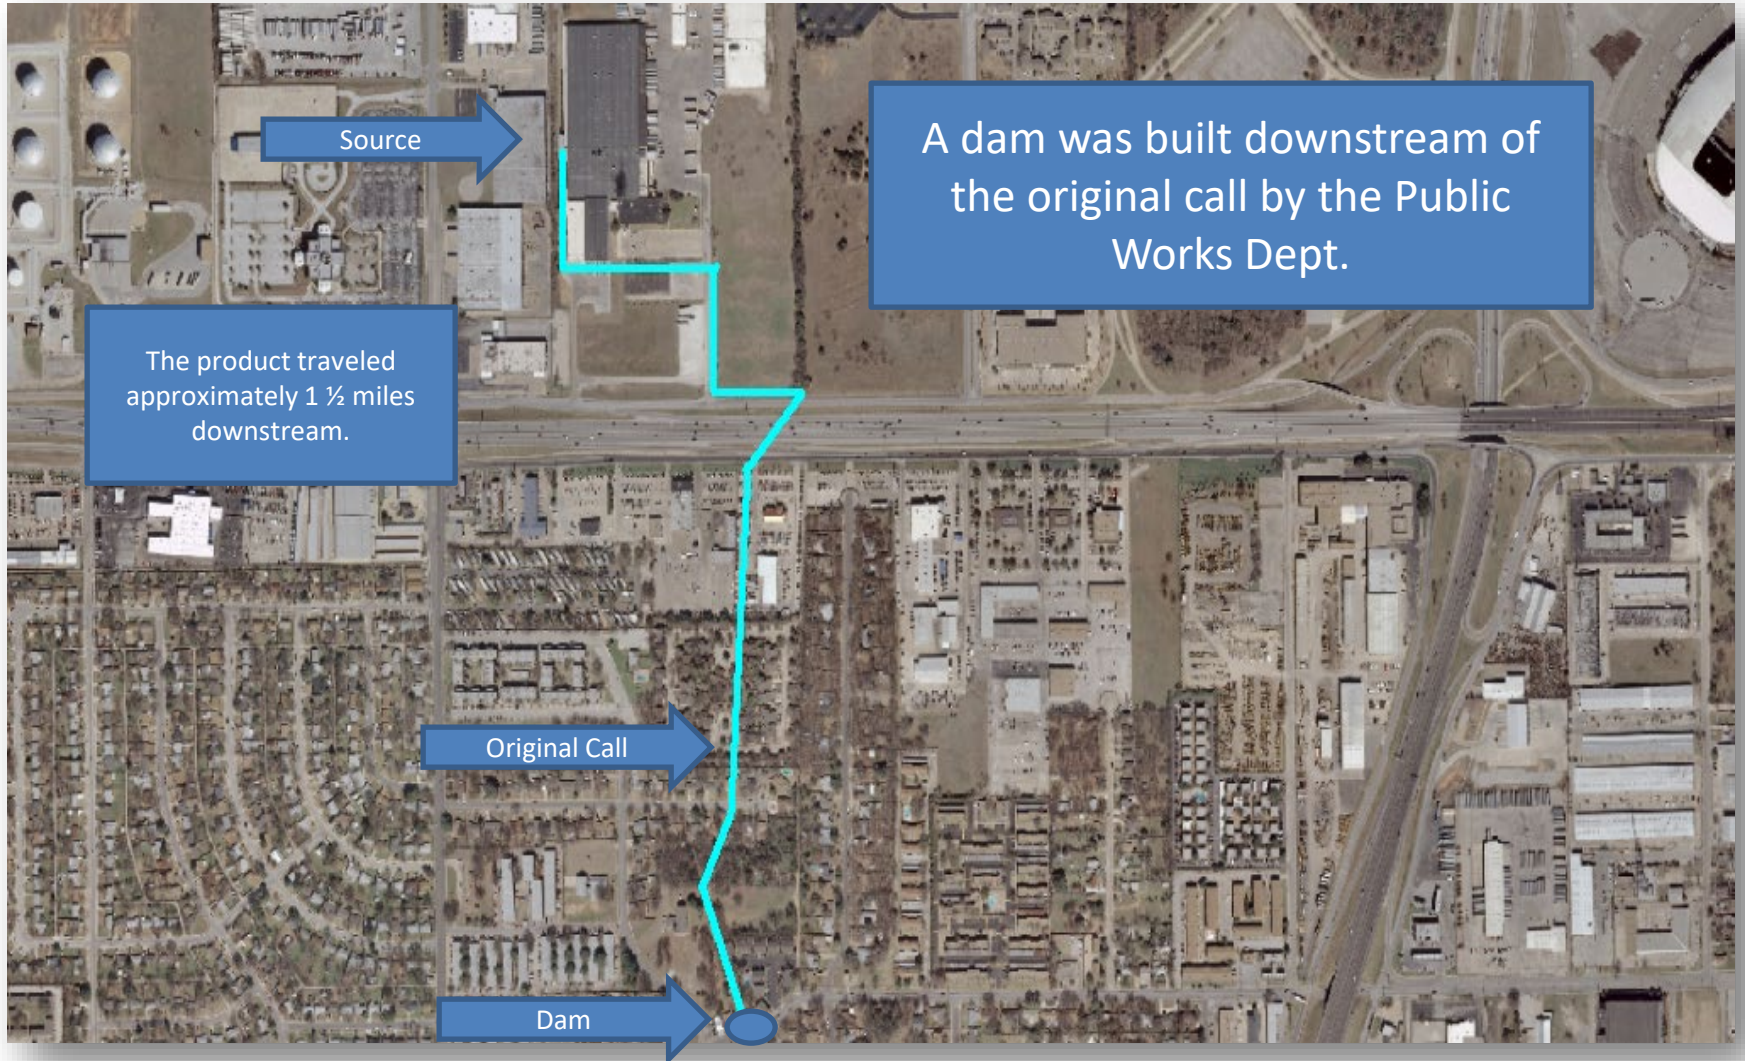 Source
A dam was built downstream of
the original call by the Public
Works Dept.
The product traveled
approximately 1 ½ miles
downstream.
Original Call
Dam